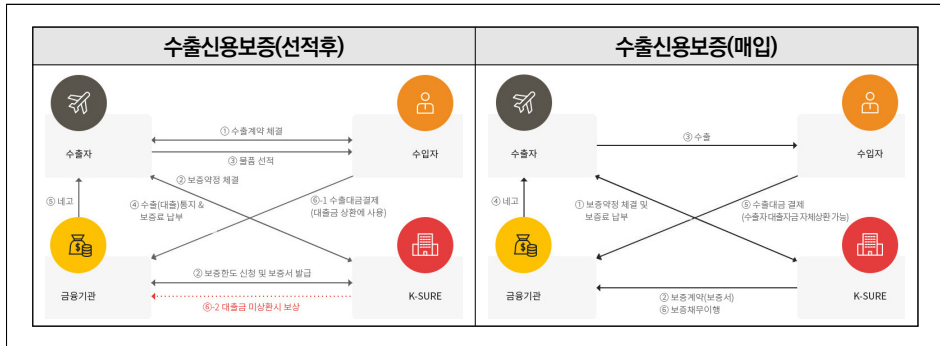 수출신용보증(선적후)
수출자
수입자
① 수출계약 체결
③ 물품 선적
② 보증약정 체결
⑤ 네고
④ 수출(대출)통지 &
보증료 납부
⑥-1 수출대금결제
(대출금 상환에 사용)
② 보증한도 신청 및 보증서 발급
금융기관
K-SURE
⑥-2 대출금 미상환시 보상
수출신용보증(매입)
수출자
수입자
③ 수출
④ 네고
① 보증약정 체결 및
보증료 납부
⑤ 수출대금 결제
(수출자 대출자금 자체상환 가능)
금융기관
K-SURE
② 보증계약(보증서)
⑥ 보증채무이행